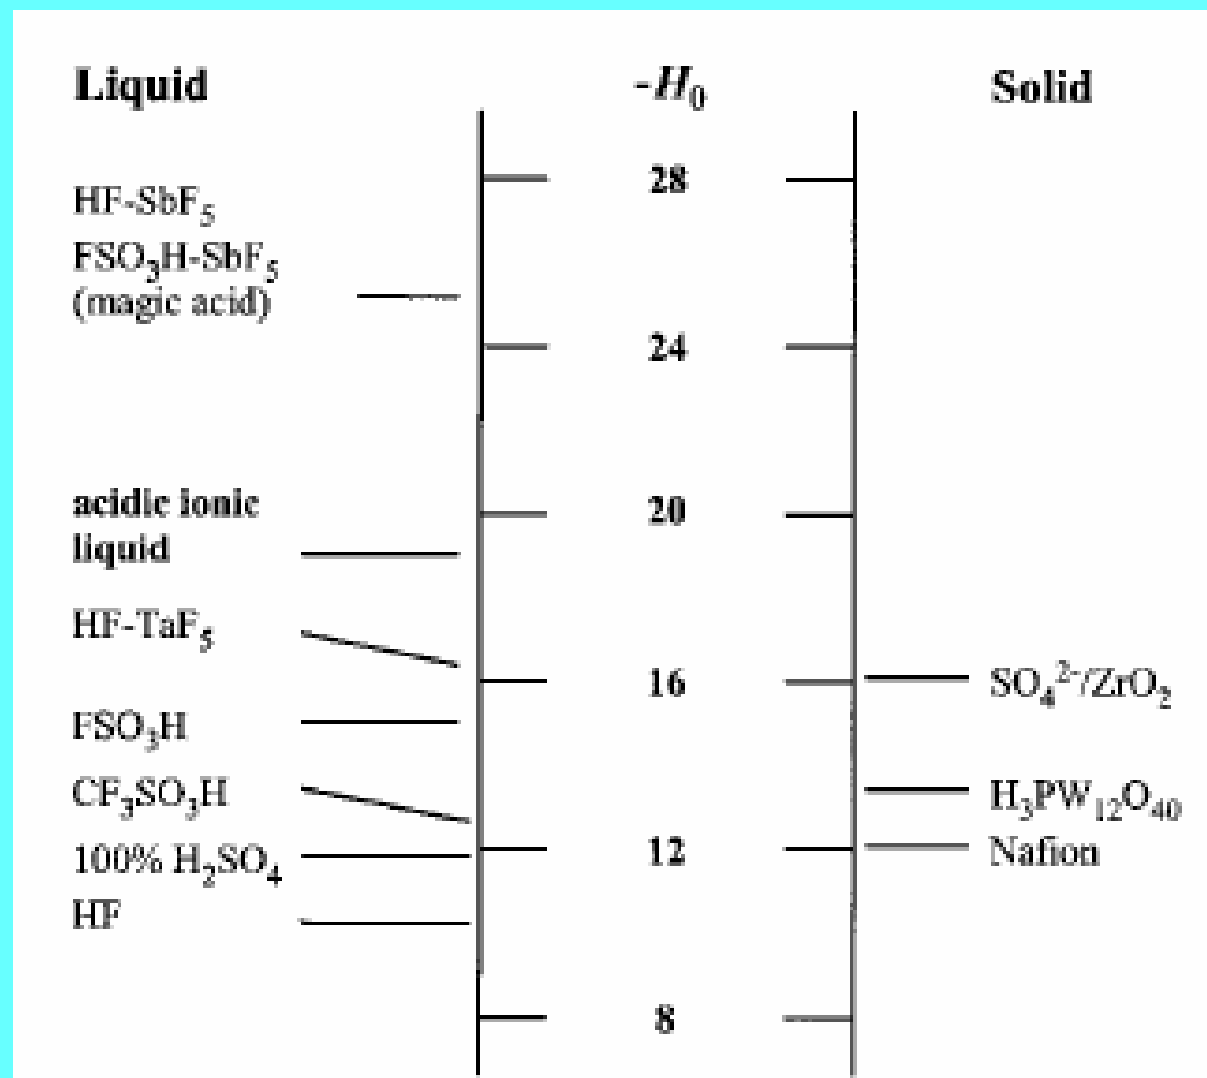 Liquid
-H₀
Solid
HF-SbF₅
FSO₃H-SbF₅
(magic acid)
acidic ionic
liquid
HF-TaF₅
FSO₃H
CF₃SO₃H
100% H₂SO₄
HF
28
24
20
16
12
8
SO₄²⁻/ZrO₂
H₃PW₁₂O₄₀
Nafion